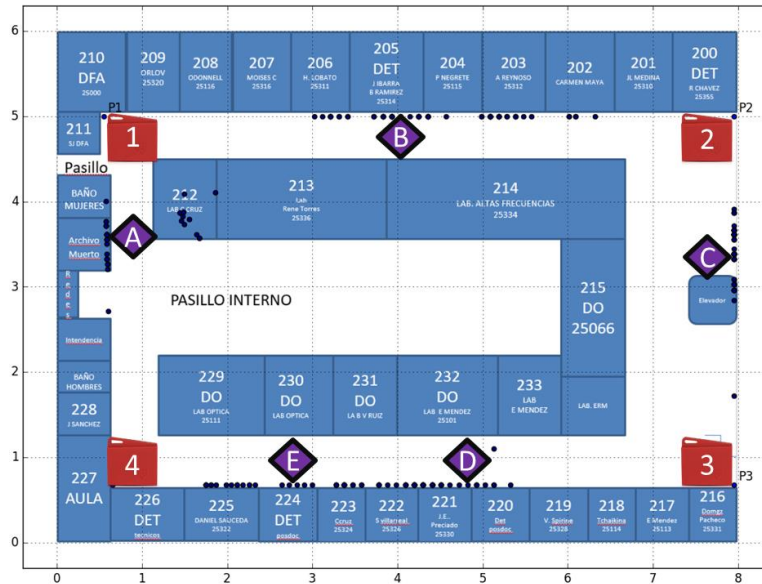 6
210
DFA
25000
209
ORLOV
25320
208
ODONELL
25116
207
MOISES C
25316
206
H. LOBATO
25311
205
DET
J IBARRA
B RAMIREZ
25314
204
P NEGRETE
25115
203
A REYNOSO
25312
202
CARMEN MAYA
201
JL MEDINA
25310
200
DET
R CHAVEZ
25355
5
P1
P2
211
SJ DFA
1
B
2
Pasillo
4
BAÑO
MUJERES
212
213
Lab
Rene Torres
25336
214
LAB. ALTAS FRECUENCIAS
25334
A
C
Archivo
Muerto
3
Redes
PASILLO INTERNO
215
DO
25066
Elevador
Intendencia
2
BAÑO
HOMBRES
228
J SANCHEZ
229
DO
LAB OPTICA
25111
230
DO
LAB OPTICA
231
DO
LA B V RUIZ
232
DO
LAB E MENDEZ
25101
233
LAB
E MENDEZ
LAB. ERM
1
4
E
D
3
P3
227
AULA
226
DET
tecnicos
225
DANIEL SAUCEDA
25322
224
DET
posdoc
223
Ccruz
25324
222
S villarreal
25326
221
J.E..
Preciado
25330
220
Det
posdoc
219
V. Spirine
25328
218
Tchaikina
25114
217
E Mendes
25113
216
Domgz
Pacheco
25331
0
0 1 2 3 4 5 6 7 8